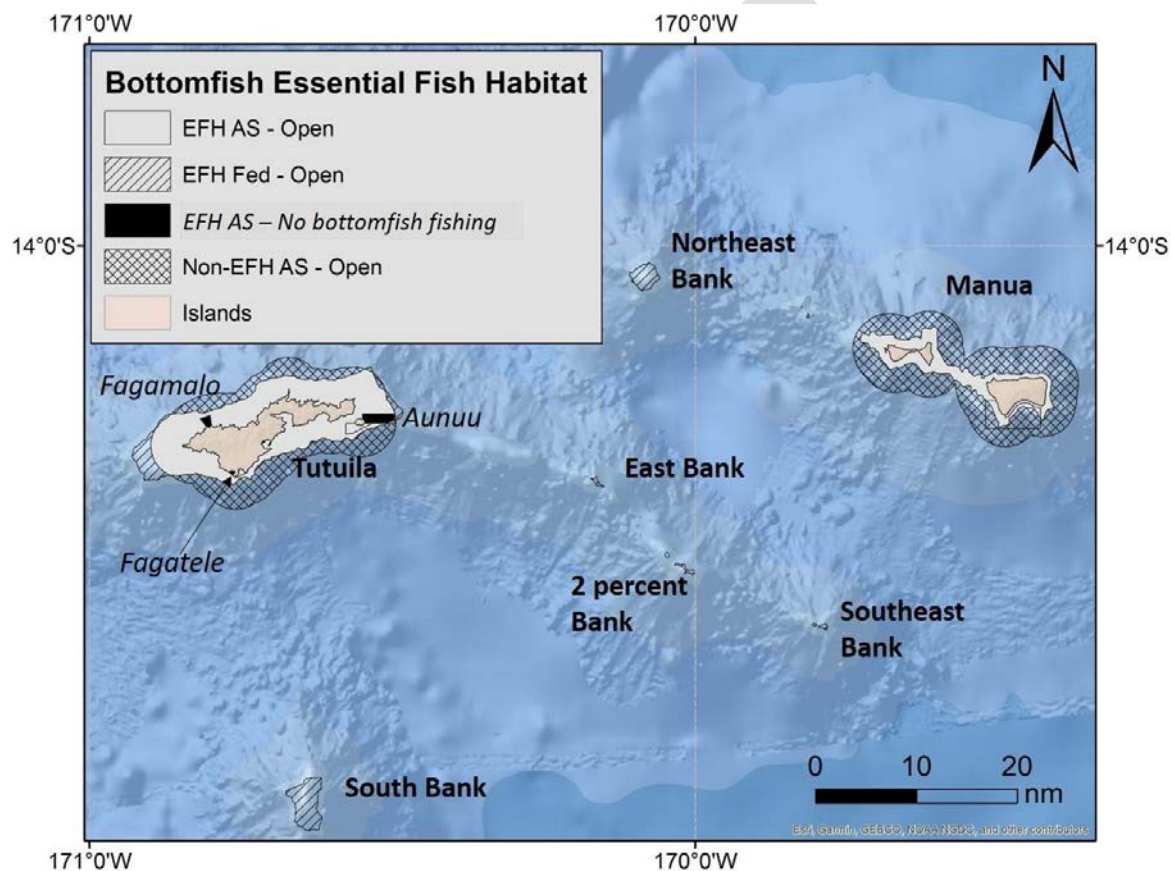 171°0'W
170°0'W
Bottomfish Essential Fish Habitat
EFH AS - Open
EFH Fed - Open
EFH AS – No bottomfish fishing
Non-EFH AS - Open
Islands
N
14°0'S
14°0'S
Northeast
Bank
Manua
Fagamalo
Aunuu
Tutuila
East Bank
Fagatele
2 percent
Bank
Southeast
Bank
South Bank
0 10 20
nm
Esri, Garmin, GEBCO, NOAA NGDC, and other contributors
171°0'W
170°0'W